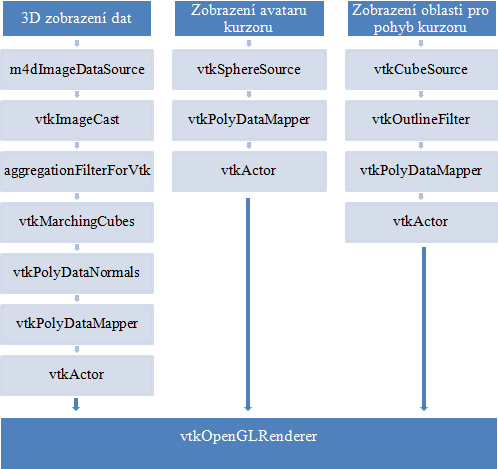 3D zobrazení dat
m4dImageDataSource
vtkImageCast
aggregationFilterForVtk
vtkMarchingCubes
vtkPolyDataNormals
vtkPolyDataMapper
vtkActor
Zobrazení avataru
kurzoru
vtkSphereSource
vtkPolyDataMapper
vtkActor
Zobrazení oblasti pro
pohyb kurzoru
vtkCubeSource
vtkOutlineFilter
vtkPolyDataMapper
vtkActor
vtkOpenGLRenderer